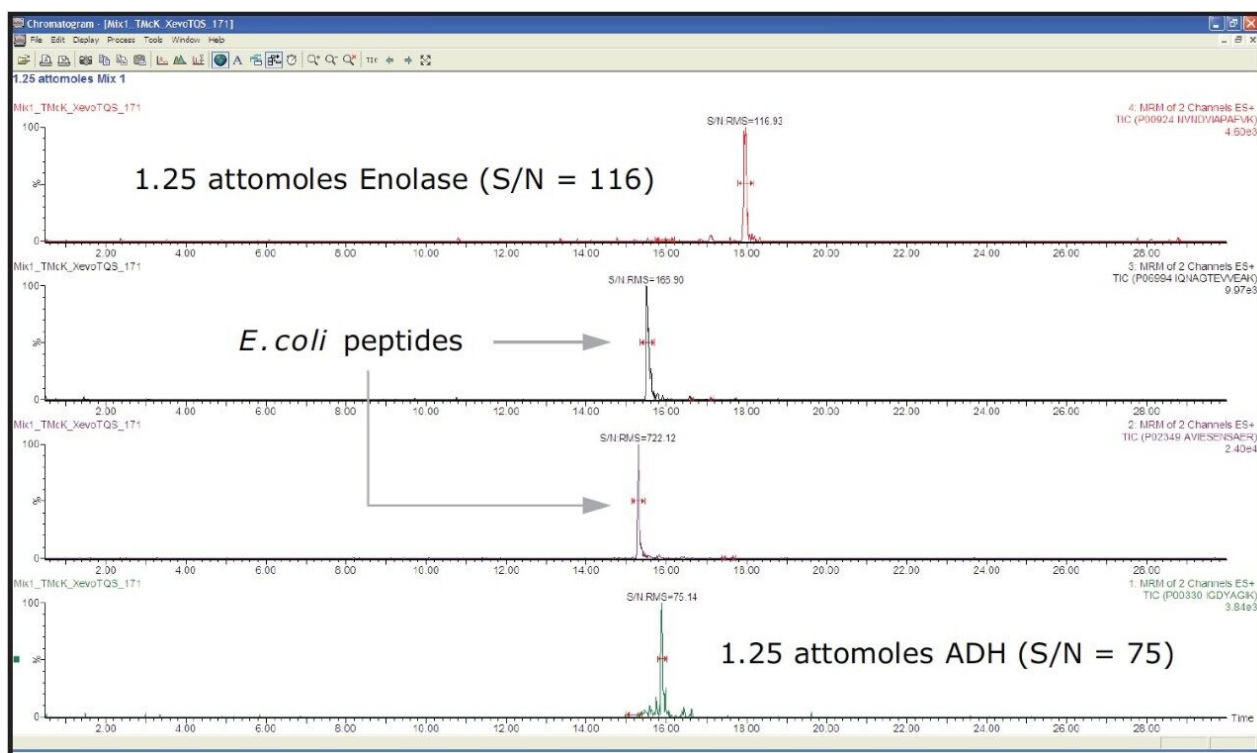 Chromatogram - [Mix1_TMcK_XevoTQS_171]
File Edit Display Process Tools Window Help
TIC
1.25 attomoles Mix 1
Mix1_TMcK_XevoTQS_171
4: MRM of 2 Channels ES+
TIC (P00924 NVNDVIAPAFVK)
4.60e3
S/N:RMS=116.93
1.25 attomoles Enolase (S/N = 116)
100
%
0
2.00 4.00 6.00 8.00 10.00 12.00 14.00 16.00 18.00 20.00 22.00 24.00 26.00 28.00
Mix1_TMcK_XevoTQS_171
3: MRM of 2 Channels ES+
TIC (P06994 IQNAGTEVVEAK)
9.97e3
S/N:RMS=165.90
100
E.coli peptides
%
0
2.00 4.00 6.00 8.00 10.00 12.00 14.00 16.00 18.00 20.00 22.00 24.00 26.00 28.00
Mix1_TMcK_XevoTQS_171
2: MRM of 2 Channels ES+
TIC (P02349 AVIESENSAER)
2.40e4
S/N:RMS=722.12
100
%
0
2.00 4.00 6.00 8.00 10.00 12.00 14.00 16.00 18.00 20.00 22.00 24.00 26.00 28.00
Mix1_TMcK_XevoTQS_171
1: MRM of 2 Channels ES+
TIC (P00330 IGDYAGIK)
3.84e3
S/N:RMS=75.14
100
1.25 attomoles ADH (S/N = 75)
%
0
Time
2.00 4.00 6.00 8.00 10.00 12.00 14.00 16.00 18.00 20.00 22.00 24.00 26.00 28.00